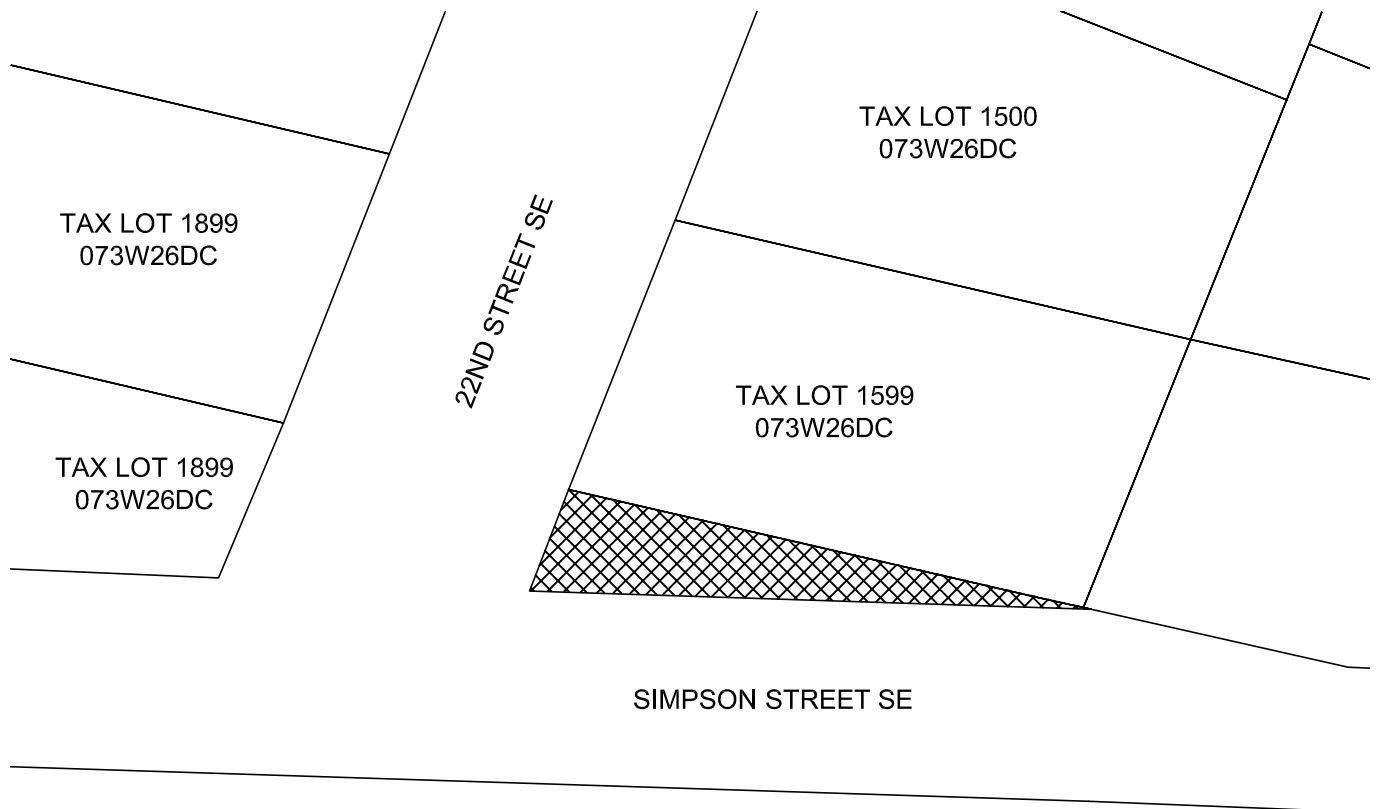 TAX LOT 1500
073W26DC
TAX LOT 1899
073W26DC
22ND STREET SE
TAX LOT 1599
073W26DC
TAX LOT 1899
073W26DC
SIMPSON STREET SE